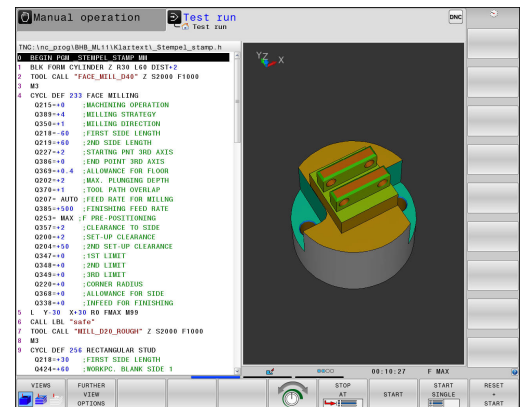 Manual operation
Test run
Test run
DNC
TNC:\nc_prog\BHB_ML11\Klartext\_Stempel_stamp.h
0 BEGIN PGM _STEMPEL_STAMP MM
1 BLK FORM CYLINDER Z R30 L60 DIST+2
2 TOOL CALL "FACE_MILL_D40" Z S2000 F1000
3 M3
4 CYCL DEF 233 FACE MILLING
Q215=+0 ;MACHINING OPERATION
Q389=+4 ;MILLING STRATEGY
Q350=+1 ;MILLING DIRECTION
Q218=-60 ;FIRST SIDE LENGTH
Q219=+60 ;2ND SIDE LENGTH
Q227=+2 ;STARTNG PNT 3RD AXIS
Q386=+0 ;END POINT 3RD AXIS
Q369=+0.4 ;ALLOWANCE FOR FLOOR
Q202=+2 ;MAX. PLUNGING DEPTH
Q370=+1 ;TOOL PATH OVERLAP
Q207= AUTO ;FEED RATE FOR MILLNG
Q385=+500 ;FINISHING FEED RATE
Q253= MAX ;F PRE-POSITIONING
Q357=+2 ;CLEARANCE TO SIDE
Q200=+2 ;SET-UP CLEARANCE
Q204=+50 ;2ND SET-UP CLEARANCE
Q347=+0 ;1ST LIMIT
Q348=+0 ;2ND LIMIT
Q349=+0 ;3RD LIMIT
Q220=+0 ;CORNER RADIUS
Q368=+0 ;ALLOWANCE FOR SIDE
Q338=+0 ;INFEED FOR FINISHING
5 L Y-30 X+30 R0 FMAX M99
6 CALL LBL "safe"
7 TOOL CALL "MILL_D20_ROUGH" Z S2000 F1000
8 M3
9 CYCL DEF 256 RECTANGULAR STUD
Q218=+30 ;FIRST SIDE LENGTH
Q424=+60 ;WORKPC. BLANK SIDE 1
YZ X
00:10:27 F MAX
VIEWS
FURTHER
VIEW
OPTIONS
STOP
AT
START
START
SINGLE
RESET
+
START